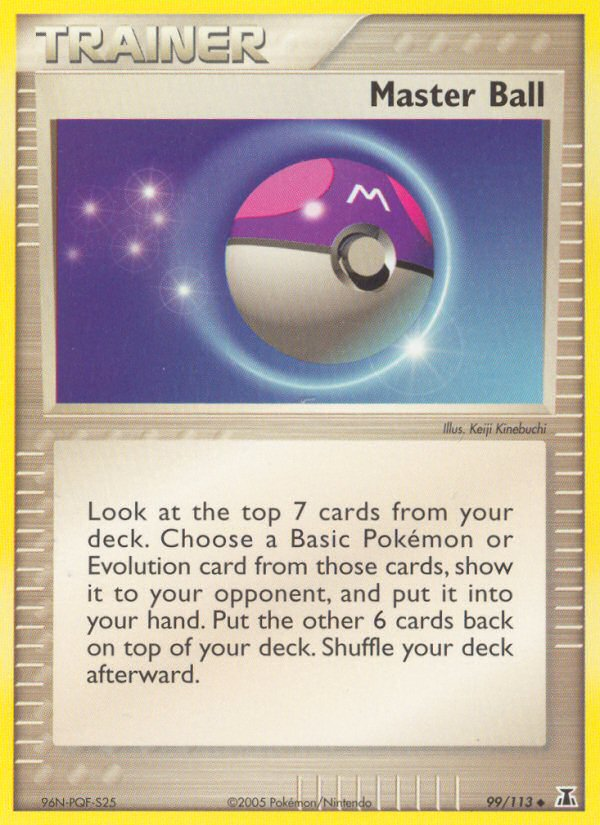 TRAINER
Master Ball
M
Illus. Keiji Kinebuchi
Look at the top 7 cards from your
deck. Choose a Basic Pokémon or
Evolution card from those cards, show
it to your opponent, and put it into
your hand. Put the other 6 cards back
on top of your deck. Shuffle your deck
afterward.
96N-PQF-S25
©2005 Pokémon/Nintendo
99/113